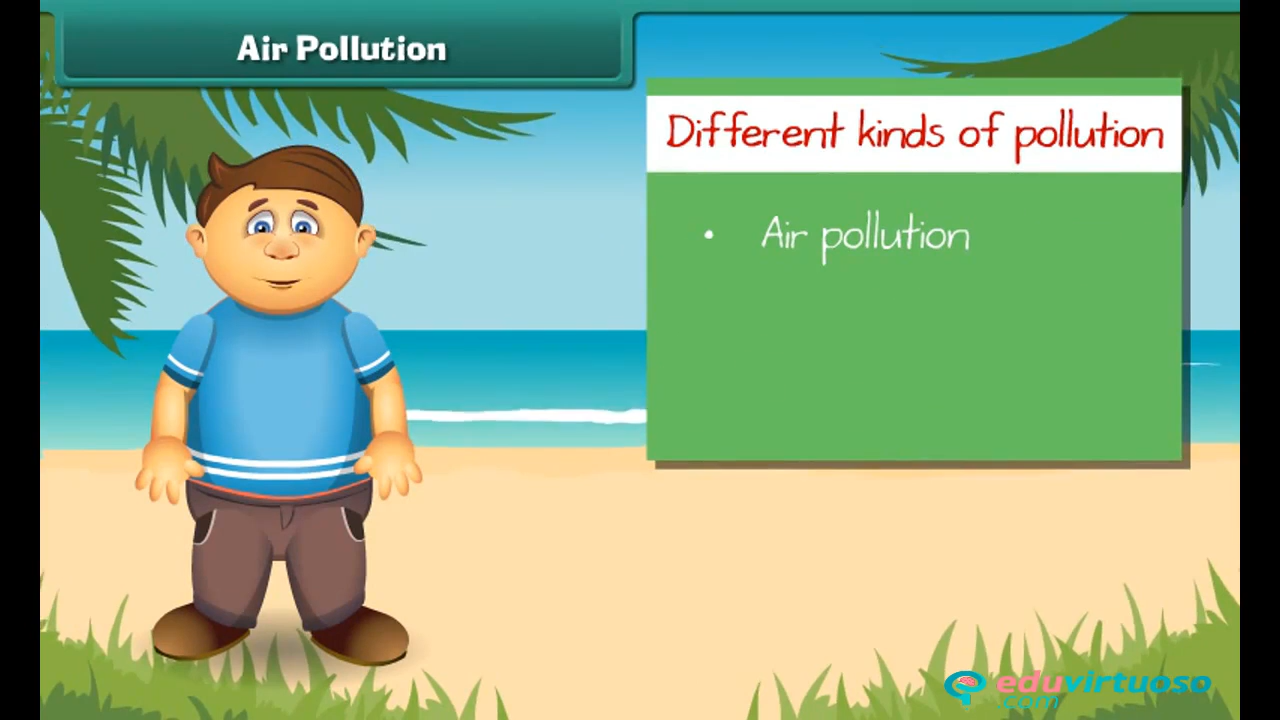 Air Pollution
Different kinds of pollution
• Air pollution
eduvirtuoso
.com